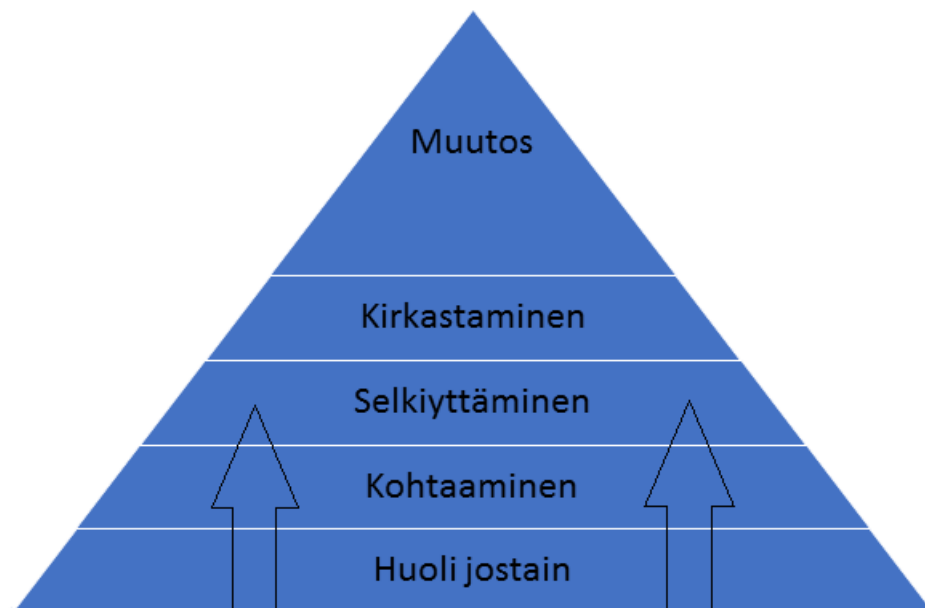 Muutos
Kirkastaminen
Selkiyttäminen
Kohtaaminen
Huoli jostain